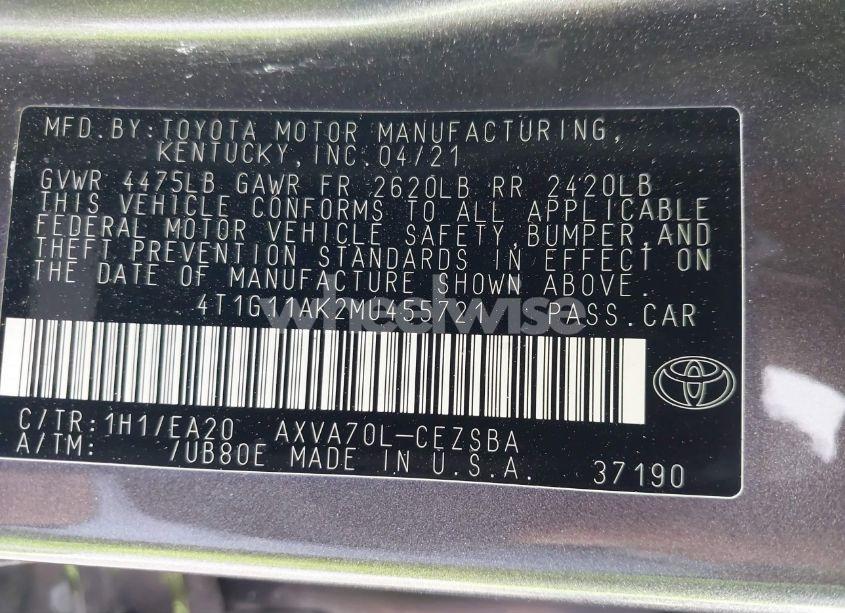 MFD. BY: TOYOTA MOTOR MANUFACTURING,
KENTUCKY, INC. 04/21
GVWR 4475LB GAWR FR 2620LB RR 2420LB
THIS VEHICLE CONFORMS TO ALL APPLICABLE
FEDERAL MOTOR VEHICLE SAFETY, BUMPER, AND
THEFT PREVENTION STANDARDS IN EFFECT ON
THE DATE OF MANUFACTURE SHOWN ABOVE.
4T1G11AK2MU455721 PASS. CAR
wheelwise
C/TR: 1H1/EA20 AXVA70L-CEZSBA
A/TM: /UB80E MADE IN U.S.A. 37190